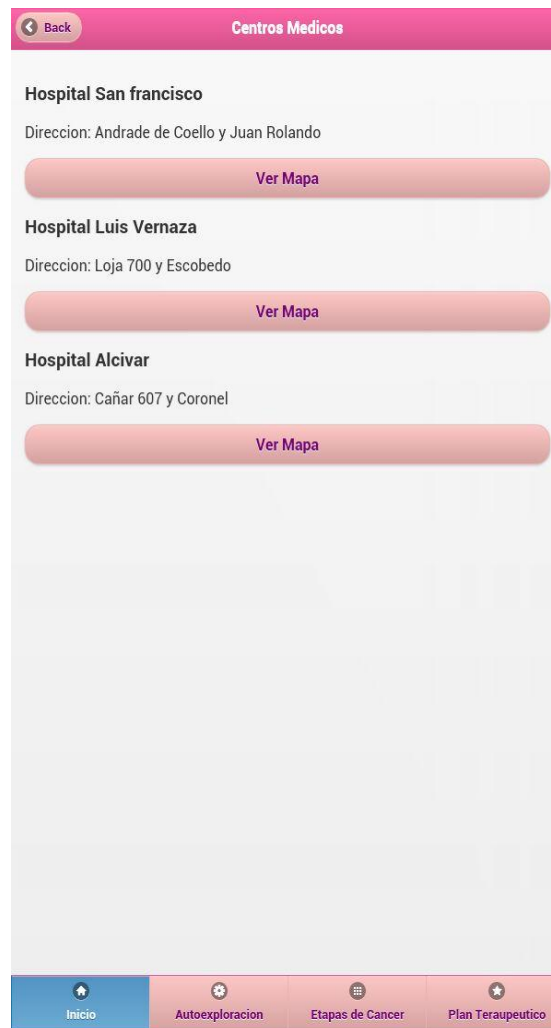 Back
Centros Medicos
Hospital San francisco
Direccion: Andrade de Coello y Juan Rolando
Ver Mapa
Hospital Luis Vernaza
Direccion: Loja 700 y Escobedo
Ver Mapa
Hospital Alcivar
Direccion: Cañar 607 y Coronel
Ver Mapa
Inicio
Autoexploracion
Etapas de Cancer
Plan Teraupeutico